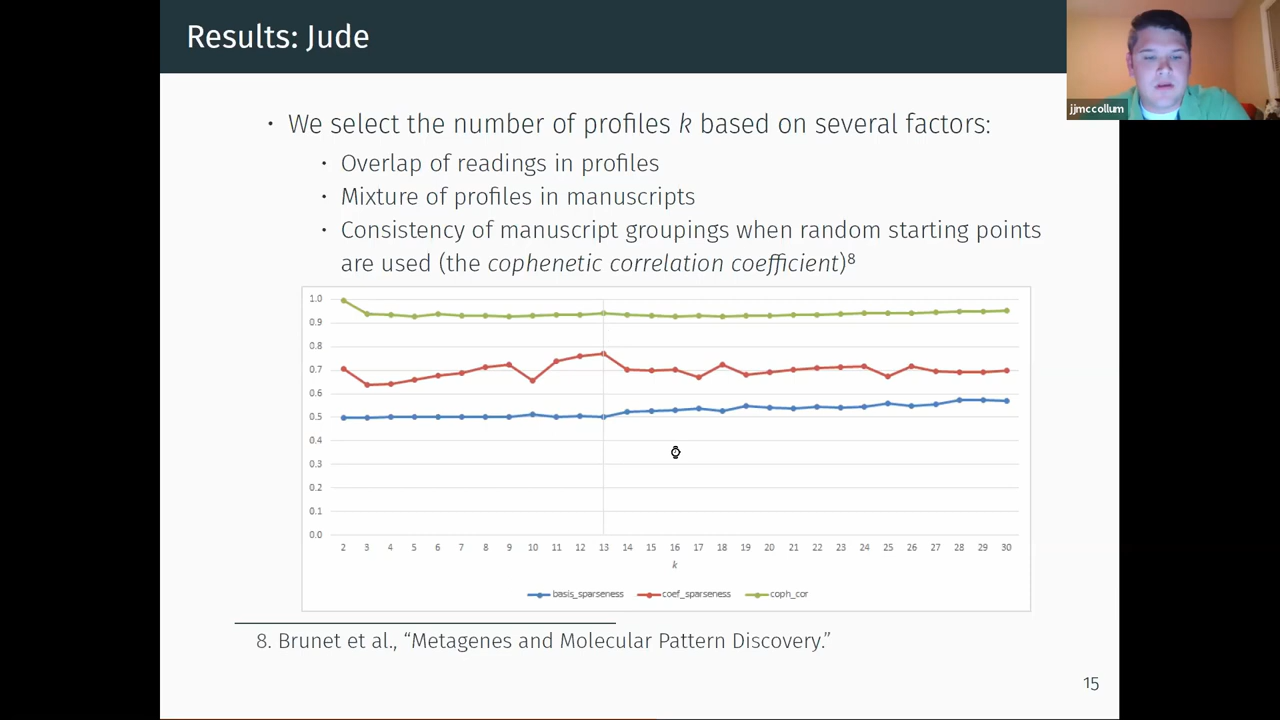 Results: Jude
jjmccollum
• We select the number of profiles k based on several factors:
• Overlap of readings in profiles
• Mixture of profiles in manuscripts
• Consistency of manuscript groupings when random starting points
are used (the cophenetic correlation coefficient)⁸
1.0
0.9
0.8
0.7
0.6
0.5
0.4
0.3
0.2
0.1
0.0
2 3 4 5 6 7 8 9 10 11 12 13 14 15 16 17 18 19 20 21 22 23 24 25 26 27 28 29 30
k
basis_sparseness coef_sparseness coph_cor
8. Brunet et al., “Metagenes and Molecular Pattern Discovery.”
15